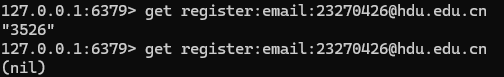 127.0.0.1:6379> get register:email:23270426@hdu.edu.cn
"3526"
127.0.0.1:6379> get register:email:23270426@hdu.edu.cn
(nil)